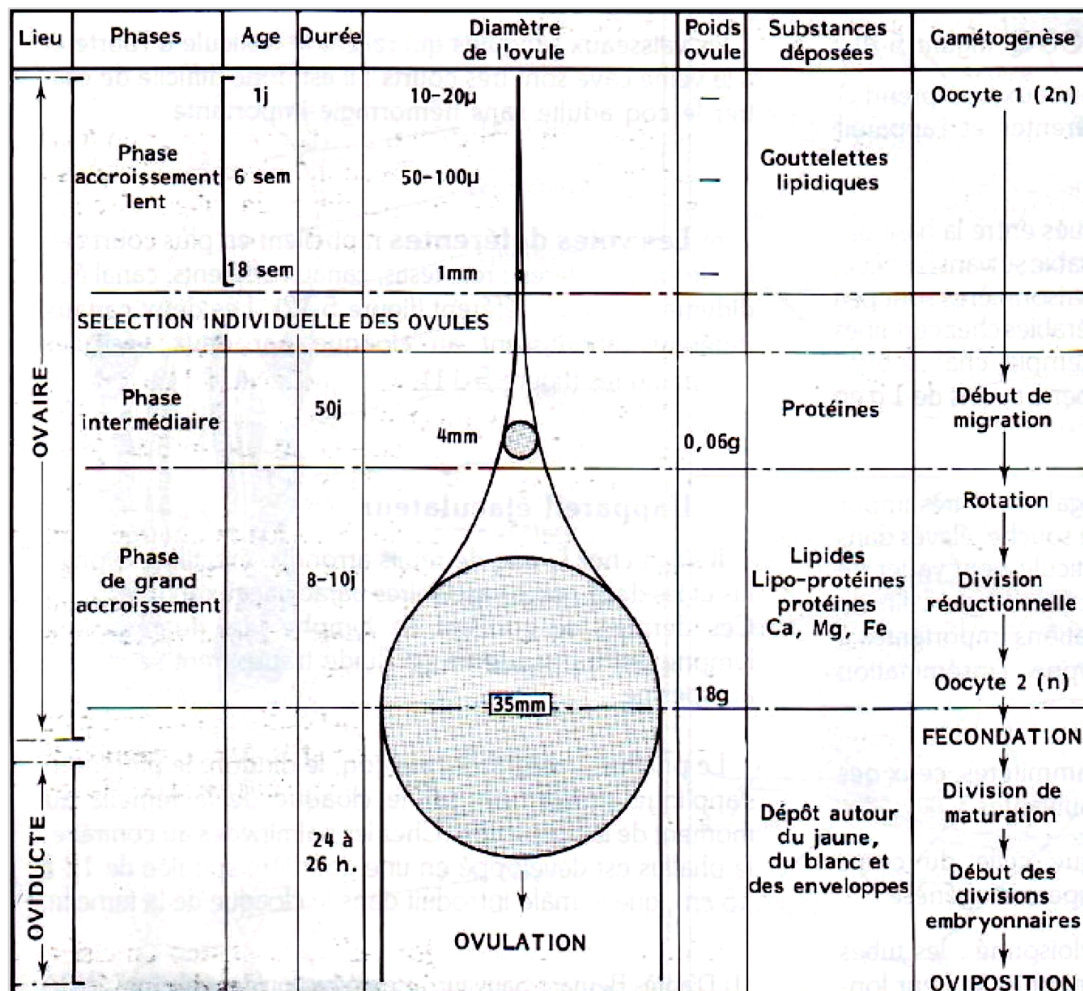 Lieu Phases Age Durée Diamètre de l'ovule Poids ovule Substances déposées Gamétogenèse
OVAIRE
Phase
accroissement
lent
1j
10-20µ
—
Oocyte 1 (2n)
6 sem
50-100µ
—
Gouttelettes
lipidiques
18 sem
1mm
—
SELECTION INDIVIDUELLE DES OVULES
Phase
intermédiaire
50j
4mm
0,06g
Protéines
Début de
migration
Phase
de grand
accroissement
8-10j
35mm
18g
Lipides
Lipo-protéines
protéines
Ca, Mg, Fe
Rotation
Division
réductionnelle
Oocyte 2 (n)
FECONDATION
OVIDUCTE
24 à
26 h.
OVULATION
Dépôt autour
du jaune,
du blanc et
des enveloppes
Division de
maturation
Début des
divisions
embryonnaires
OVIPOSITION